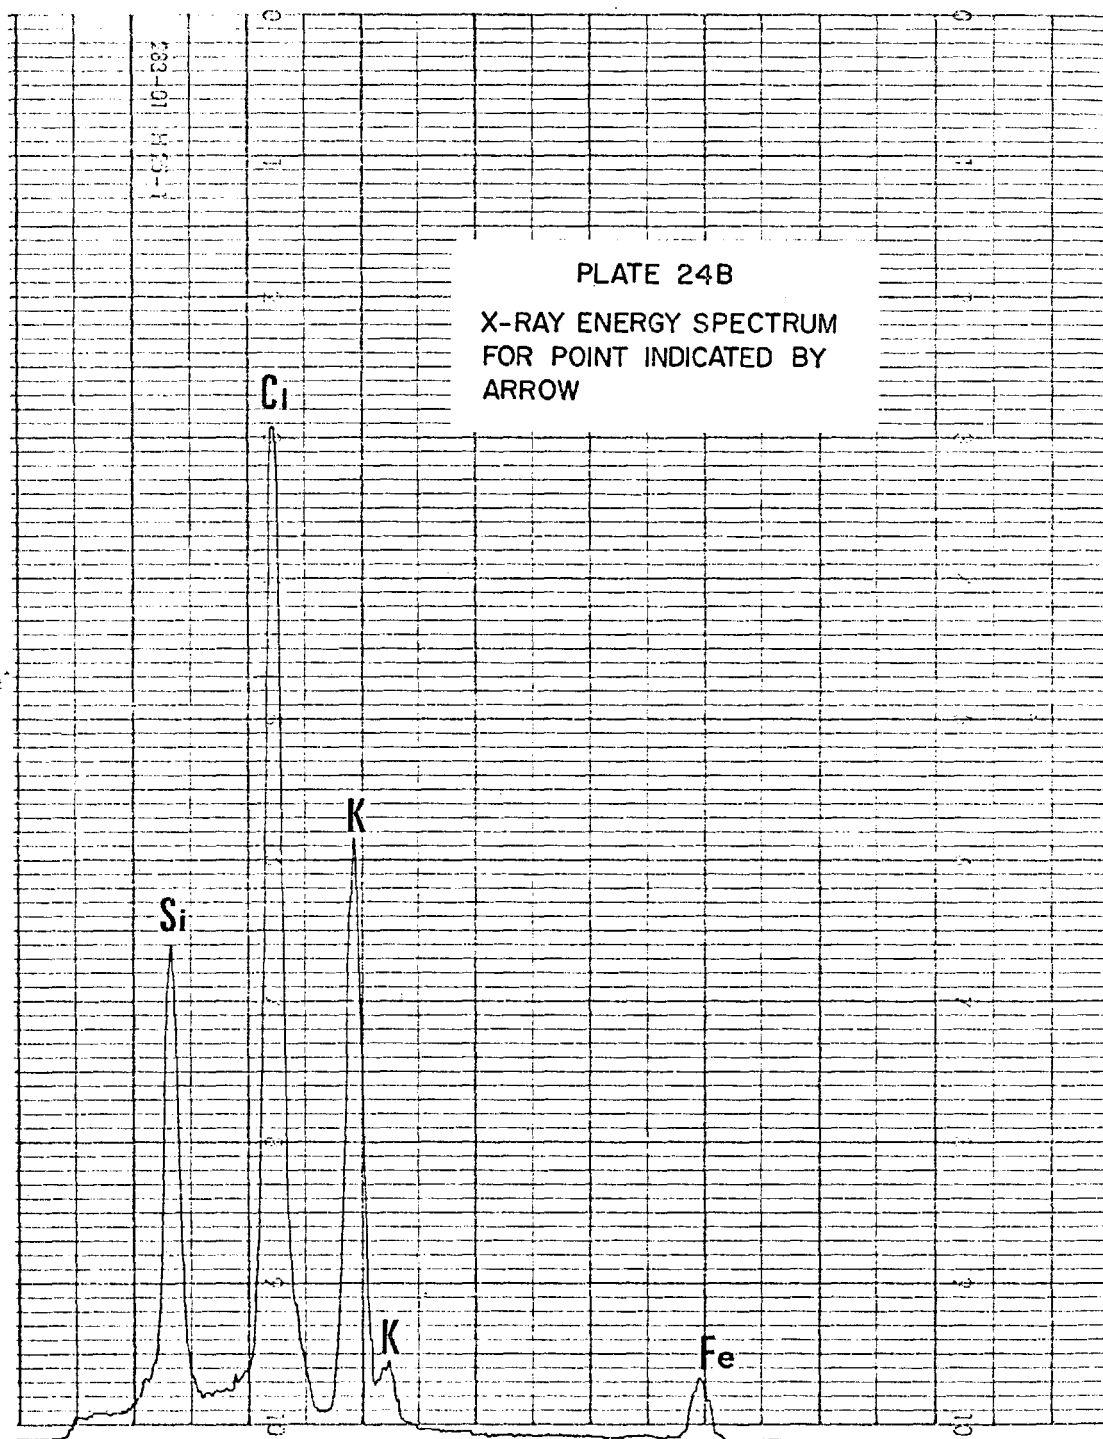 PLATE 24B
X-RAY ENERGY SPECTRUM
FOR POINT INDICATED BY
ARROW
Cl
K
Si
K
Fe